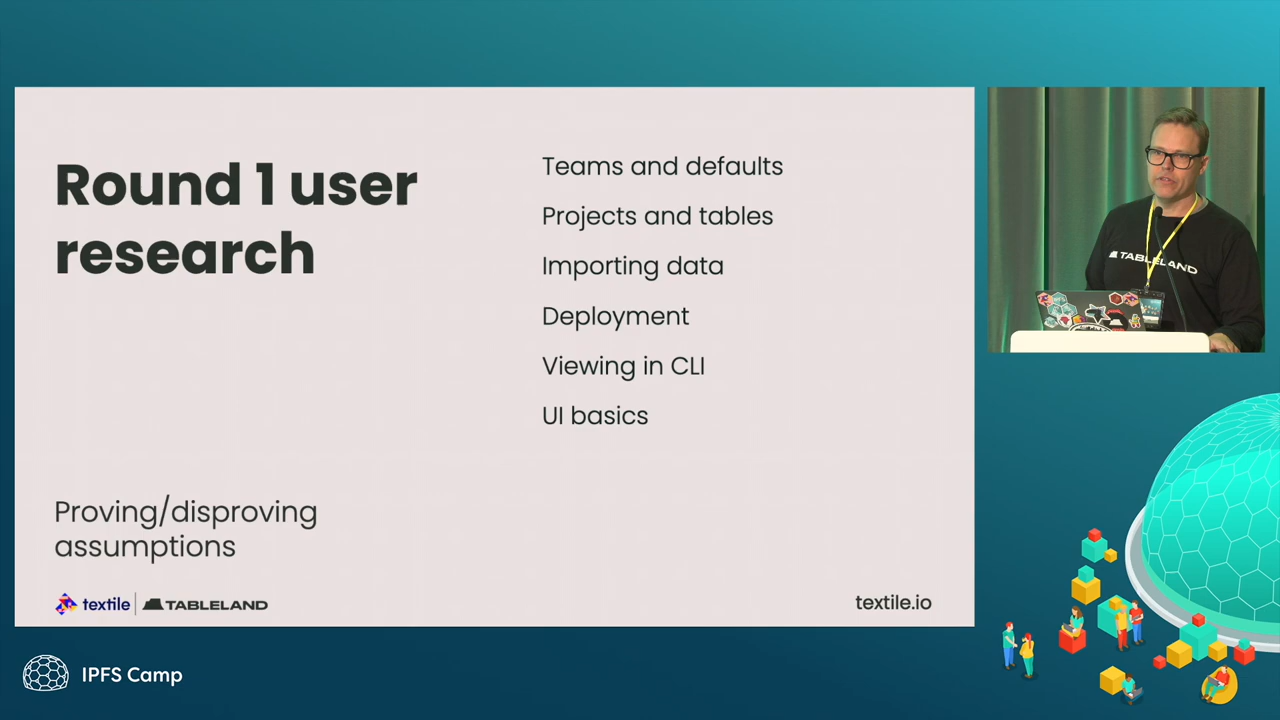 Round 1 user
research
Teams and defaults
Projects and tables
Importing data
Deployment
Viewing in CLI
UI basics
Proving/disproving
assumptions
textile
TABLELAND
textile.io
TABLELAND
IPFS Camp